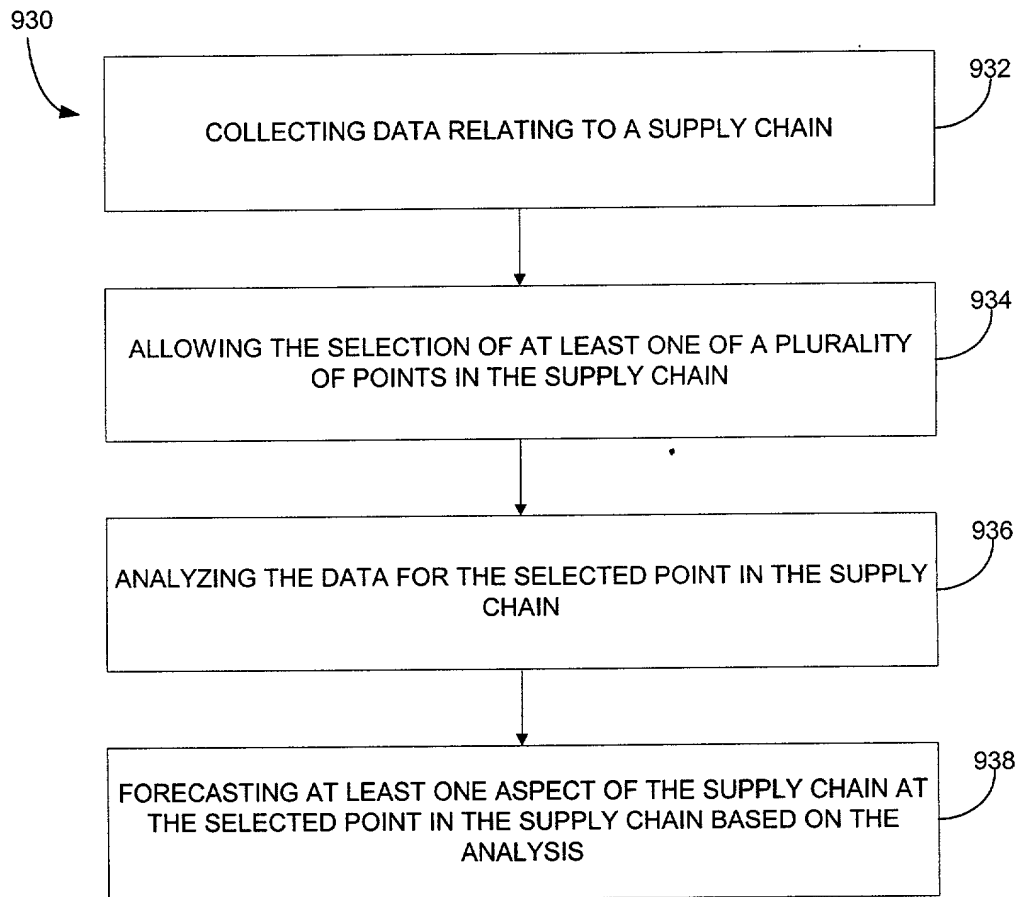 930
932
COLLECTING DATA RELATING TO A SUPPLY CHAIN
934
ALLOWING THE SELECTION OF AT LEAST ONE OF A PLURALITY
OF POINTS IN THE SUPPLY CHAIN
936
ANALYZING THE DATA FOR THE SELECTED POINT IN THE SUPPLY
CHAIN
938
FORECASTING AT LEAST ONE ASPECT OF THE SUPPLY CHAIN AT
THE SELECTED POINT IN THE SUPPLY CHAIN BASED ON THE
ANALYSIS